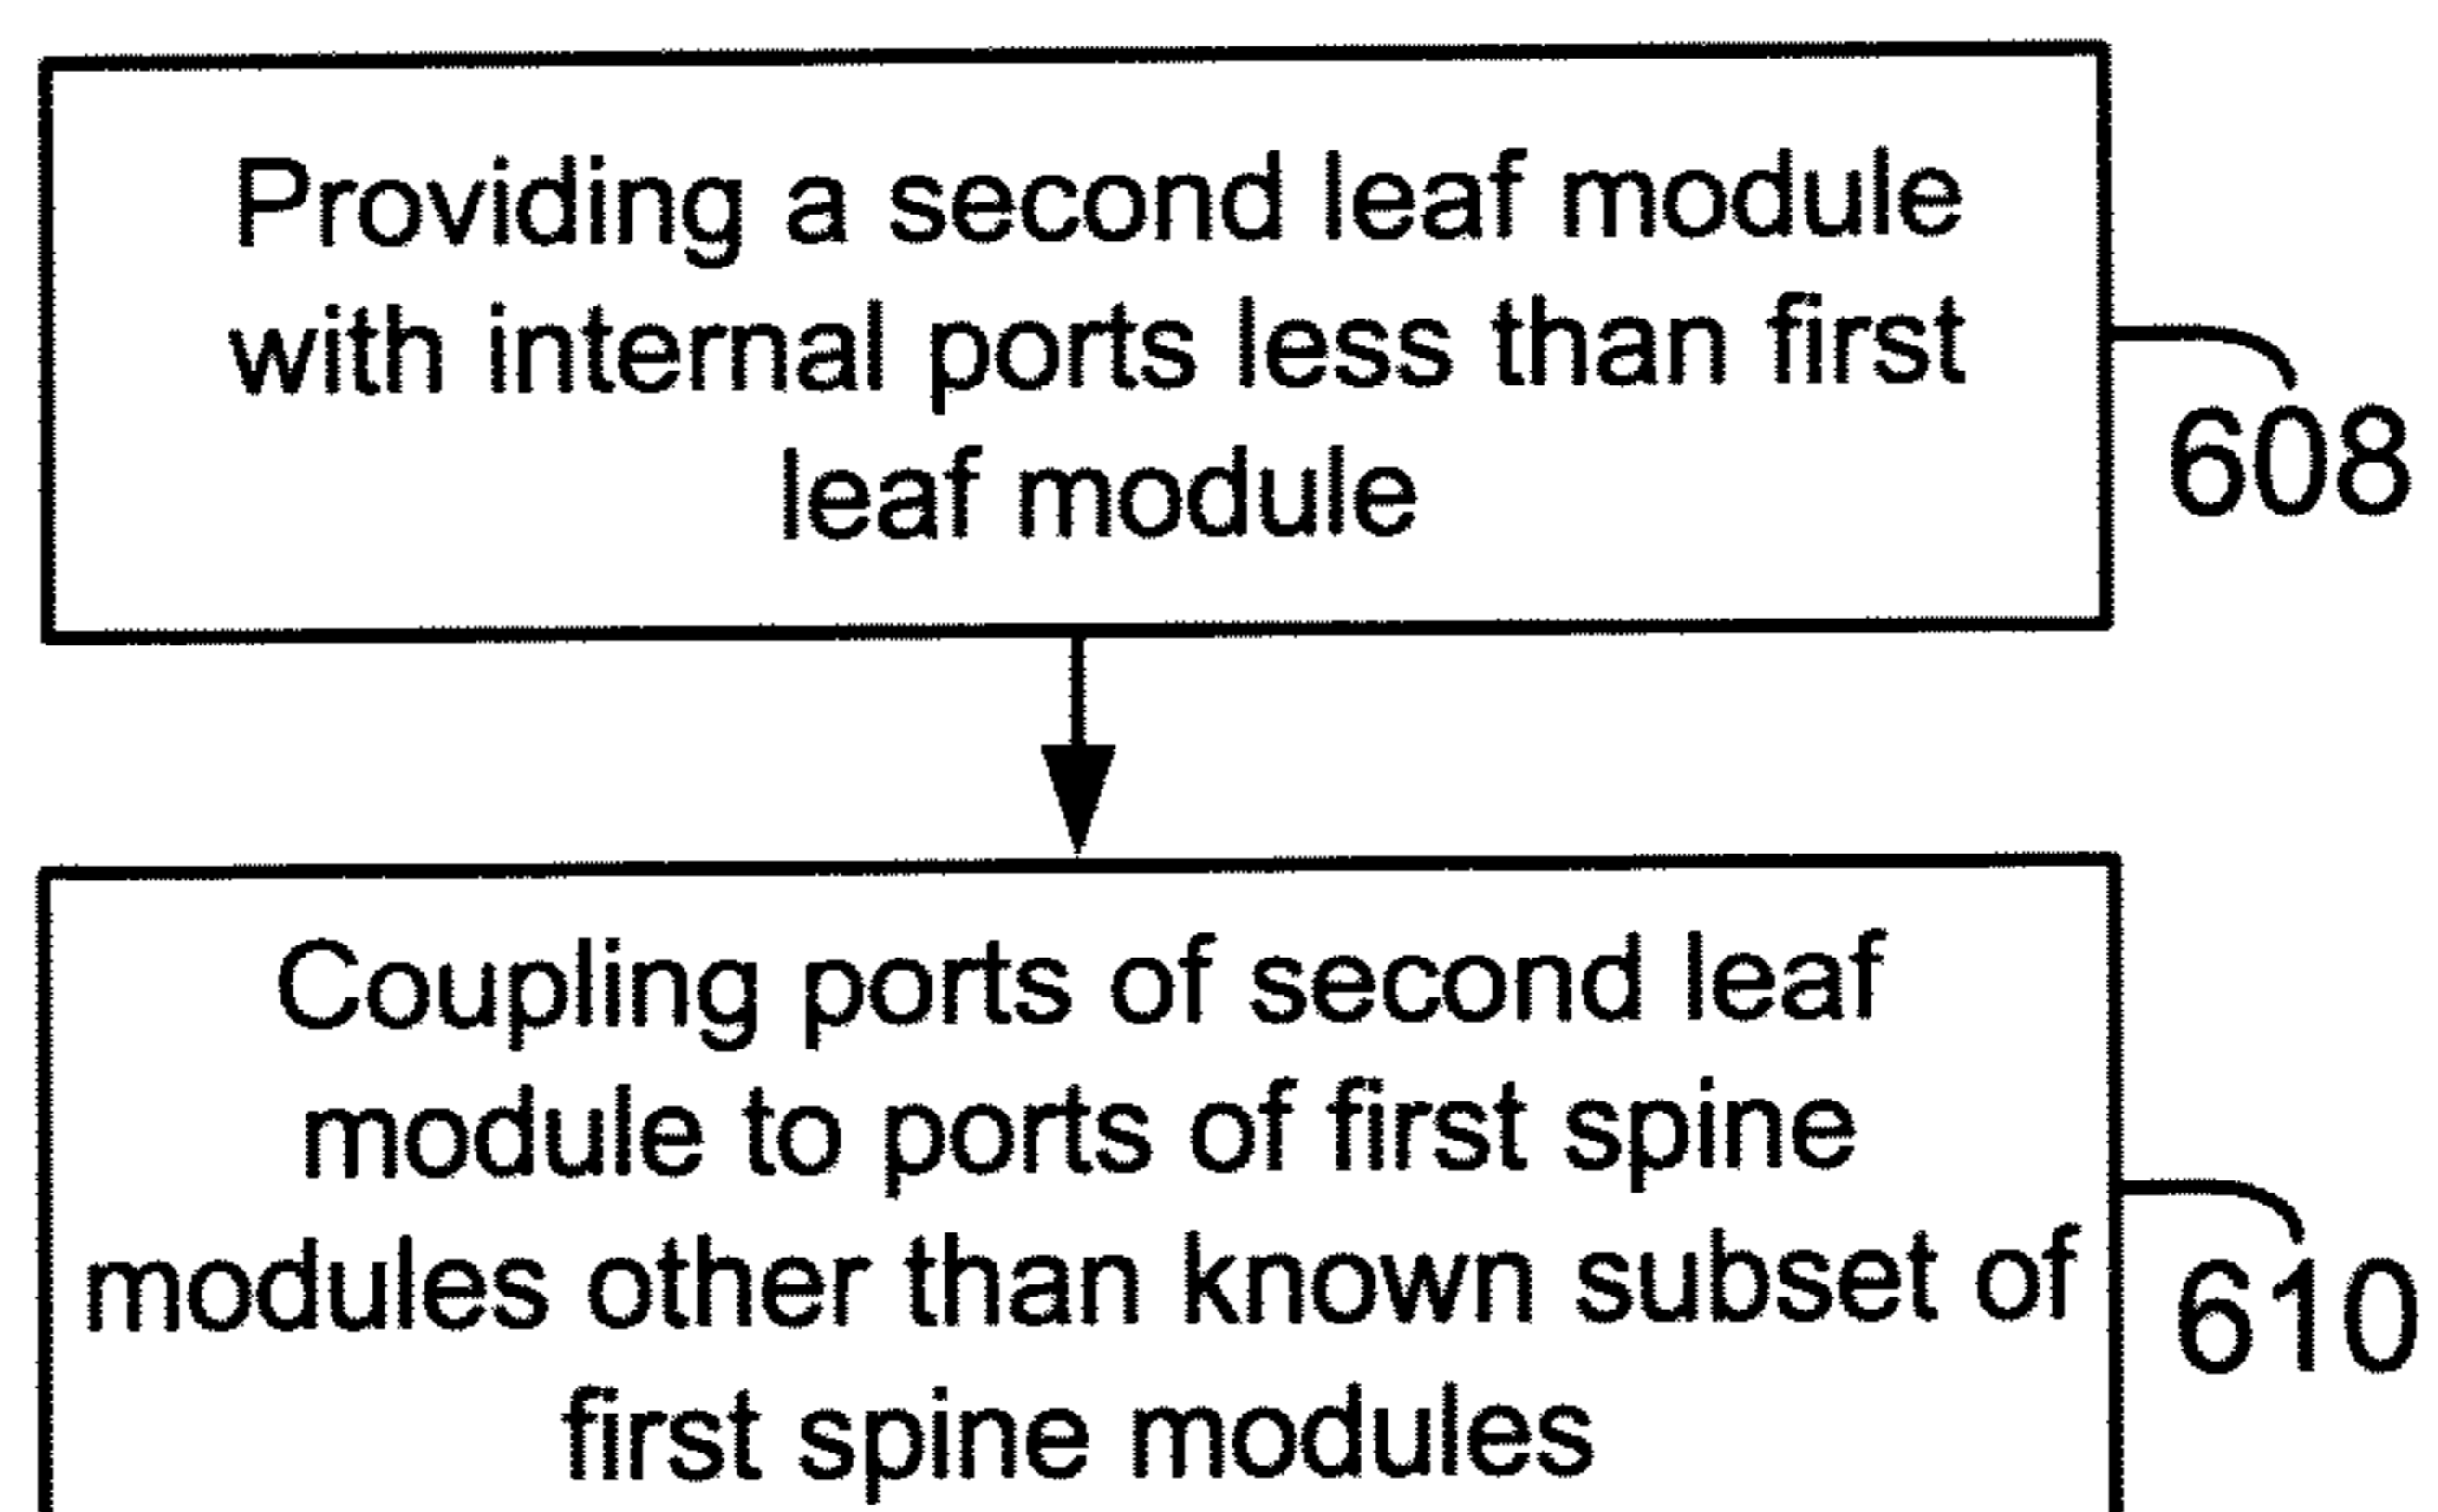 Providing a second leaf module
with internal ports less than first
leaf module
608
Coupling ports of second leaf
module to ports of first spine
modules other than known subset of
first spine modules
610